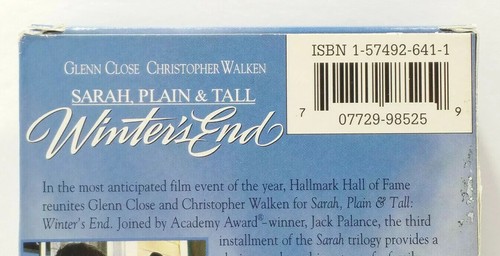 ISBN 1-57492-641-1
GLENN CLOSE CHRISTOPHER WALKEN
SARAH, PLAIN & TALL
Winter's End
7 07729-98525 9
In the most anticipated film event of the year, Hallmark Hall of Fame
reunites Glenn Close and Christopher Walken for Sarah, Plain & Tall:
Winter's End. Joined by Academy Award®-winner, Jack Palance, the third
installment of the Sarah trilogy provides a